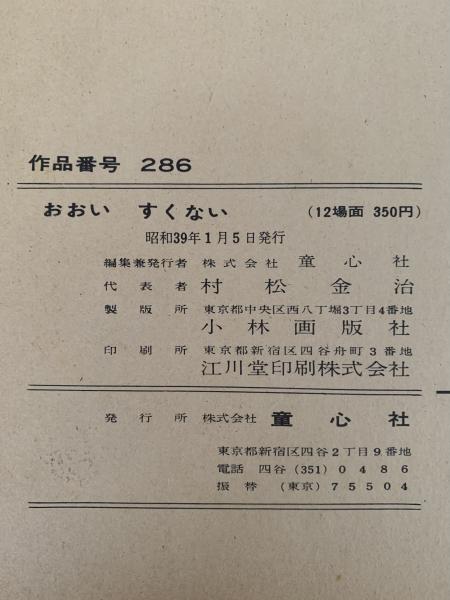 作品番号 286
おおい すくない (12場面 350円)
昭和39年1月5日発行
編集兼発行者 株式会社 童心社
代表者 村松金治
製版所 東京都中央区西八丁堀3丁目4番地
小林画版社
印刷所 東京都新宿区四谷舟町3番地
江川堂印刷株式会社
発行所 株式会社 童心社
東京都新宿区四谷2丁目9番地
電話 四谷(351)0486
振替 (東京)75504